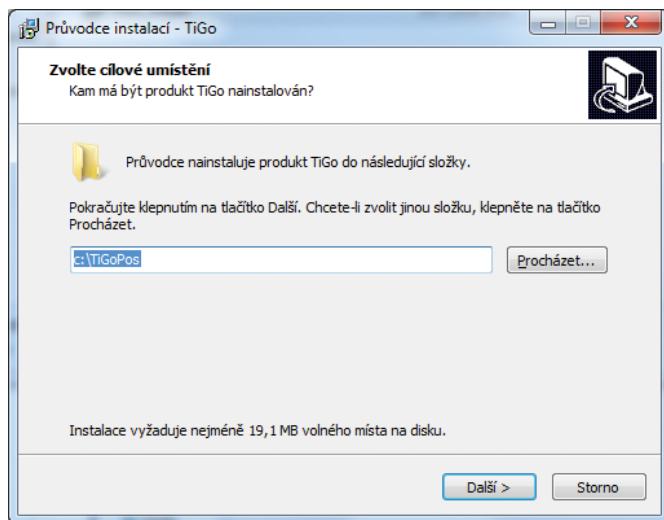 Průvodce instalací - TiGo
Zvolte cílové umístění
Kam má být produkt TiGo nainstalován?
Průvodce nainstaluje produkt TiGo do následující složky.
Pokračujte klepnutím na tlačítko Další. Chcete-li zvolit jinou složku, klepněte na tlačítko
Procházet.
c:\TiGoPos
Procházet...
Instalace vyžaduje nejméně 19,1 MB volného místa na disku.
Další >
Storno